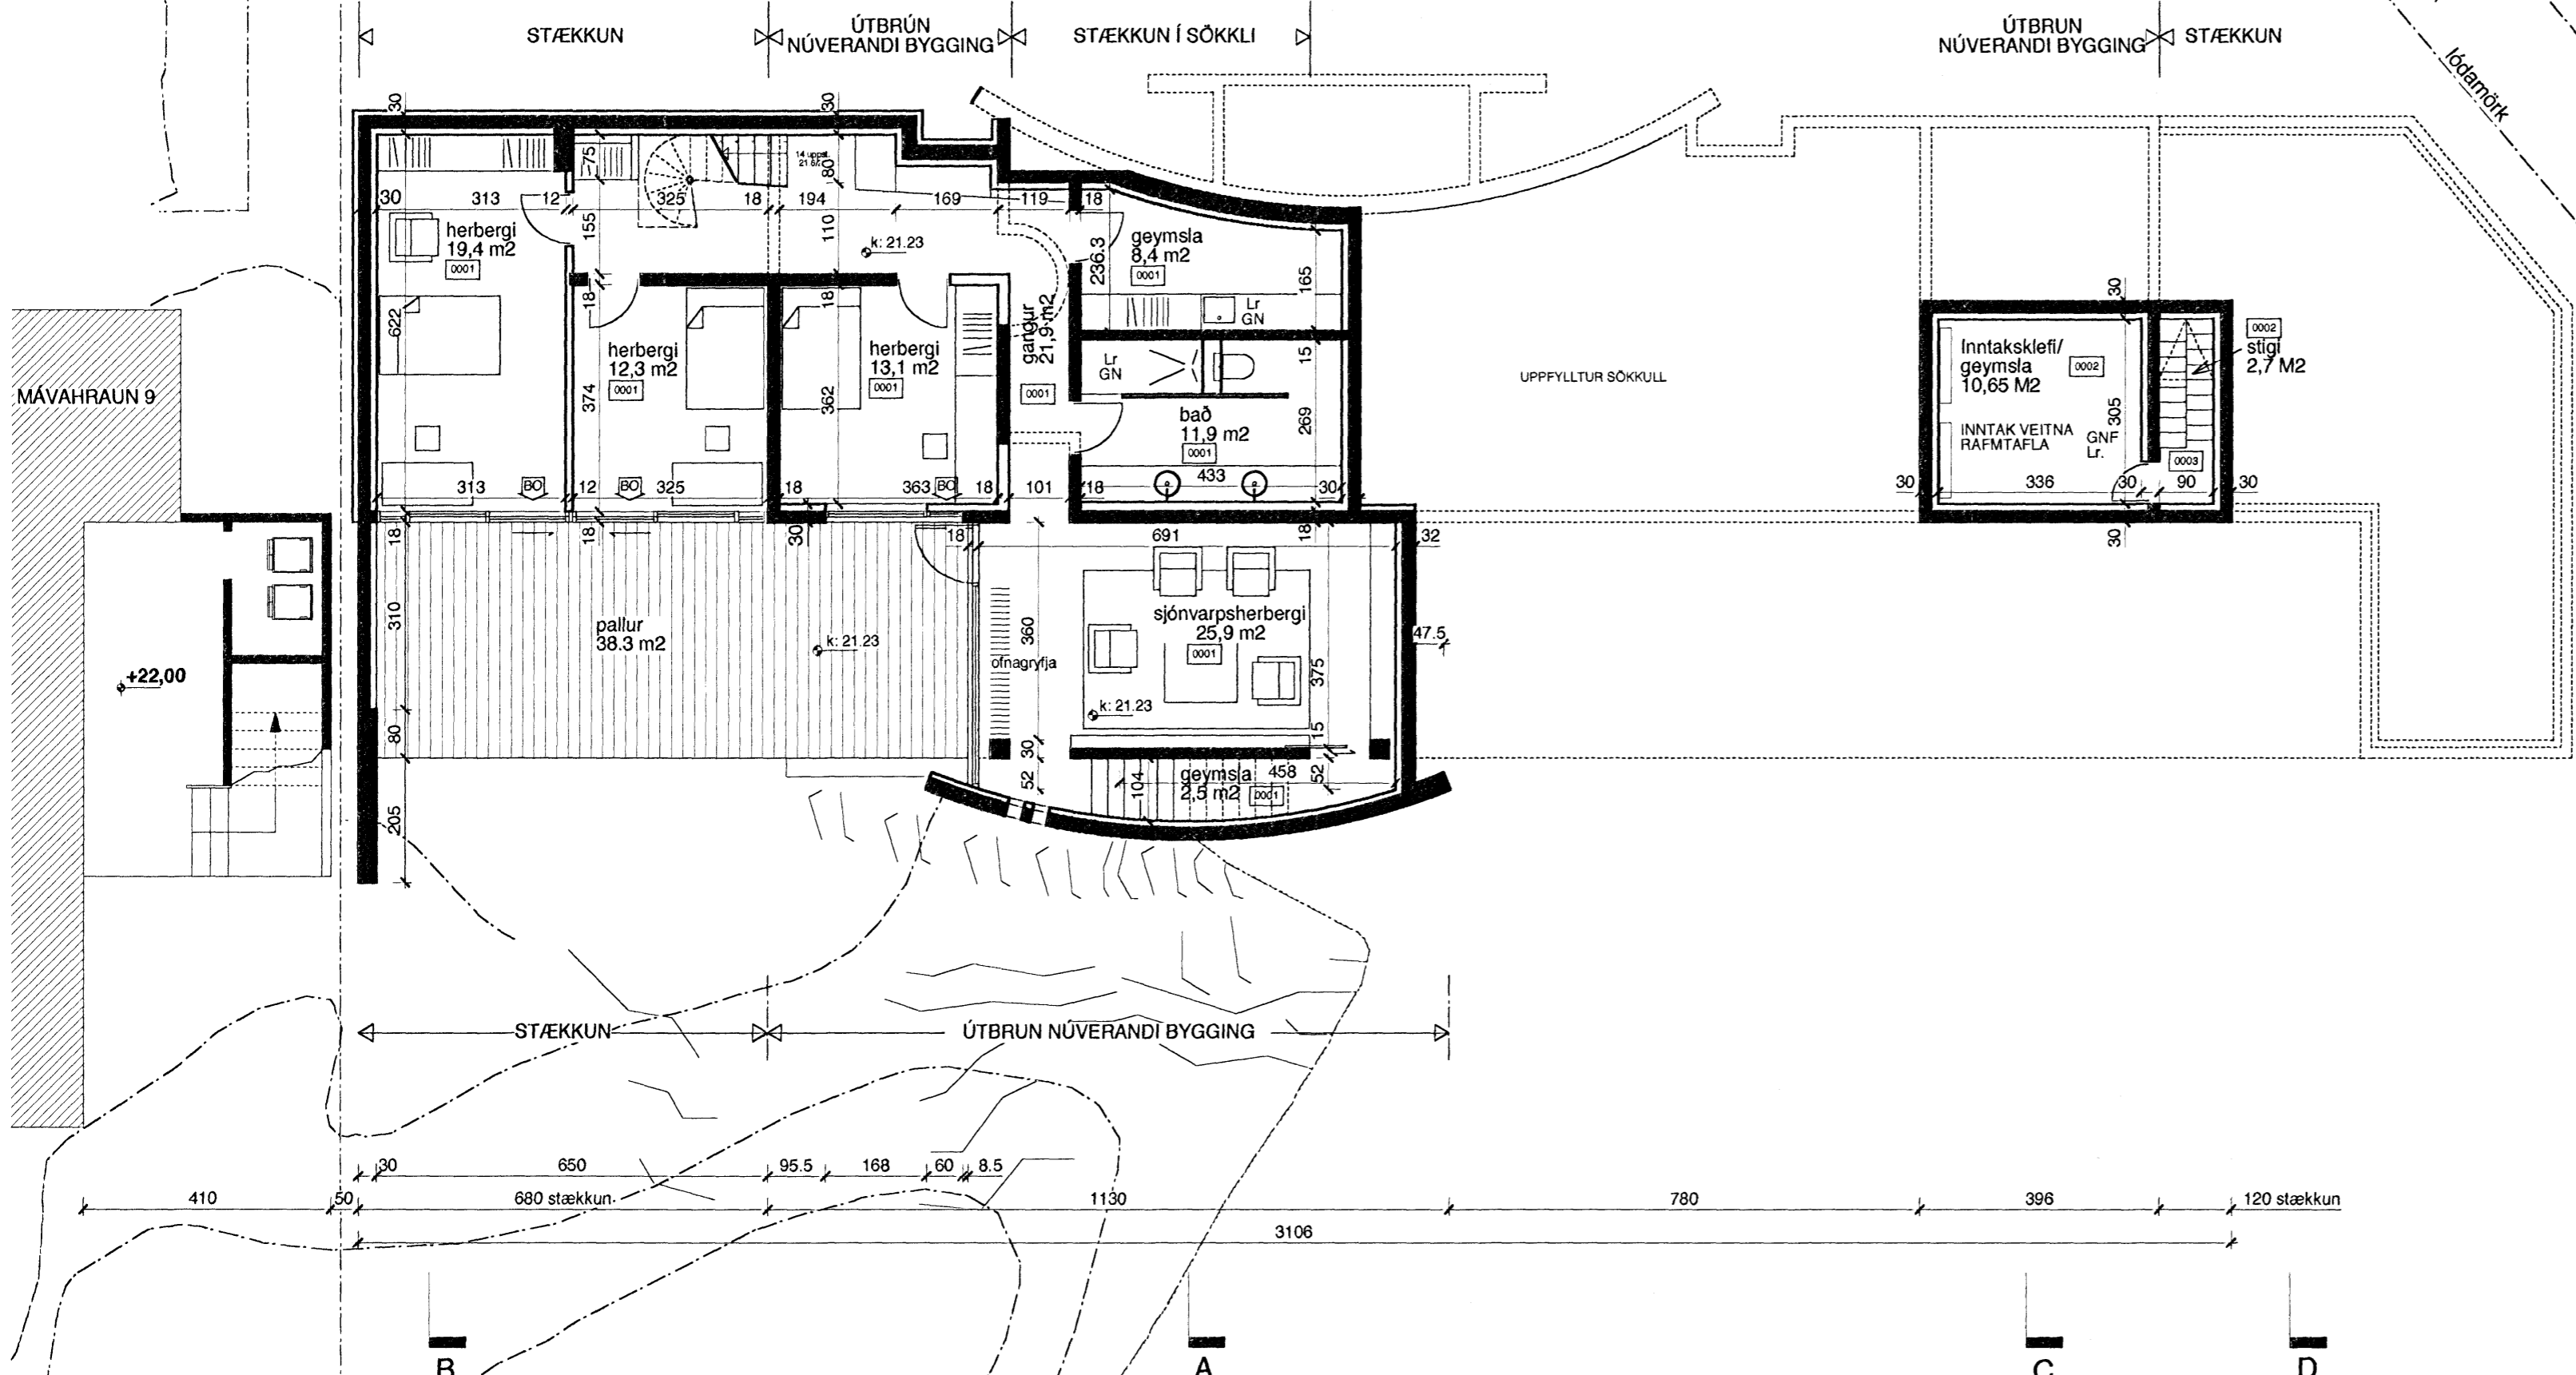 STÆKKUN
ÚTBRÚN
NÚVERANDI BYGGING
STÆKKUN Í SÖKKLI
ÚTBRUN
NÚVERANDI BYGGING
STÆKKUN
lódamörk
30
30
75
14 uppst.
80
30
313
12
325
18
194
169
119
18
herbergi
19,4 m2
0001
155
110
k: 21.23
geymsla
8,4 m2
0001
236.3
165
Lr
GN
622
18
18
gangur
21,9 m2
0001
herbergi
12,3 m2
0001
374
herbergi
13,1 m2
0001
362
Lr
GN
15
bað
11,9 m2
0001
269
433
MÁVAHRAUN 9
UPPFYLLTUR SÖKKULL
30
Inntaksklefi/
geymsla
10,65 M2
0002
INNTAK VEITNA
RAFMTAFLA
GNF
Lr.
305
0002
stigi
2,7 M2
0003
30
336
30
90
30
30
313
BO
12
BO
325
18
363
BO
18
101
18
30
18
18
30
18
691
18
32
310
pallur
38.3 m2
k: 21.23
360
ofnagryfja
sjónvarpsherbergi
25,9 m2
0001
47.5
375
k: 21.23
+22,00
80
30
15
52
104
geymsla
2,5 m2
0001
458
52
205
STÆKKUN
ÚTBRUN NÚVERANDI BYGGING
30
650
95.5
168
60
8.5
410
50
680 stækkun
1130
780
396
120 stækkun
3106
B
A
C
D